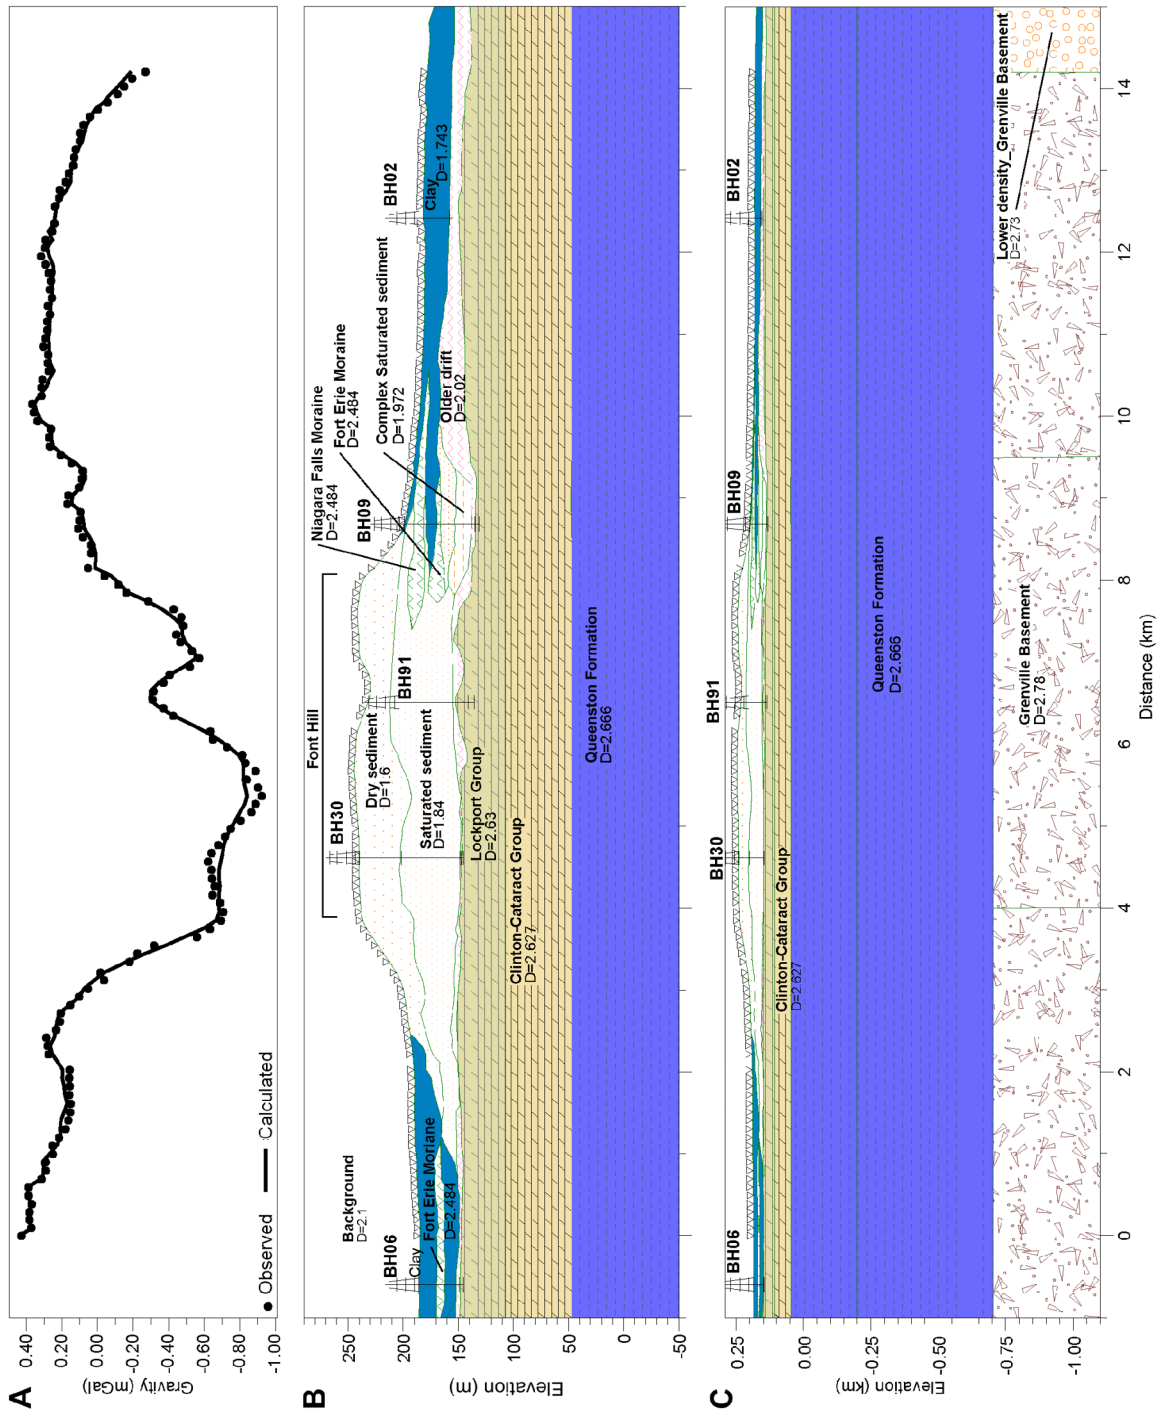 A
0.40
0.20
0.00
-0.20
-0.40
-0.60
-0.80
-1.00
Gravity (mGal)
Observed
Calculated
B
250
200
150
100
50
0
-50
Elevation (m)
BH06
Clay
Background
D=2.1
Fort Erie Moriane
D=2.484
Font Hill
BH30
Dry sediment
D=1.6
Saturated sediment
D=1.84
BH91
Lockport Group
D=2.63
Clinton-Cataract Group
D=2.627
Queenston Formation
D=2.666
Niagara Falls Moraine
D=2.484
Fort Erie Moraine
D=2.484
BH09
Complex Saturated sediment
D=1.972
Older drift
D=2.02
BH02
Clay
D=1.743
C
0.25
0.00
-0.25
-0.50
-0.75
-1.00
Elevation (km)
BH06
BH30
BH91
BH09
BH02
Clinton-Cataract Group
D=2.627
Queenston Formation
D=2.666
Grenville Basement
D=2.78
Lower density_Grenville Basement
D=2.73
0
2
4
6
8
10
12
14
Distance (km)